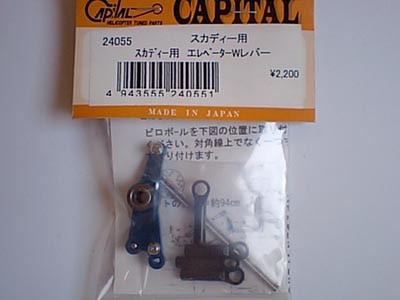 CAPITAL
HELICOPTER TUNED PARTS
CAPITAL
24055 スカディー用
スカディー用 エレベーターWレバー
¥2,200
4 943555 240551
MADE IN JAPAN
ピロボールを下図の位置に取り
ださい。対角線上でなく
り付けます。
約94cm